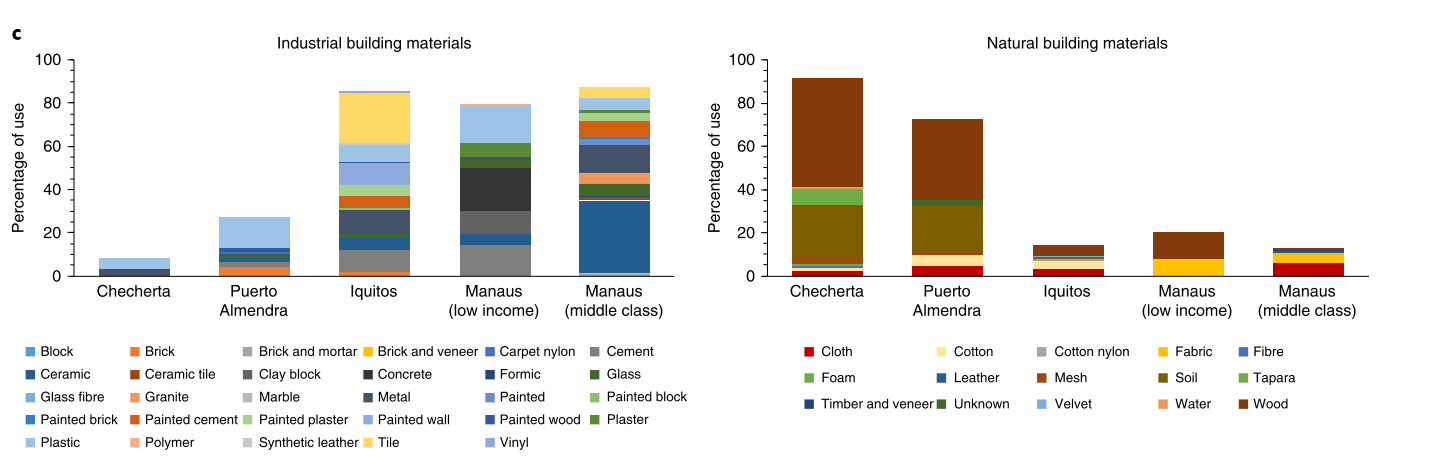 c
Industrial building materials
Percentage of use
100
80
60
40
20
0
Checherta
Puerto
Almendra
Iquitos
Manaus
(low income)
Manaus
(middle class)
Block
Brick
Brick and mortar
Brick and veneer
Carpet nylon
Cement
Ceramic
Ceramic tile
Clay block
Concrete
Formic
Glass
Glass fibre
Granite
Marble
Metal
Painted
Painted block
Painted brick
Painted cement
Painted plaster
Painted wall
Painted wood
Plaster
Plastic
Polymer
Synthetic leather
Tile
Vinyl
Natural building materials
Percentage of use
100
80
60
40
20
0
Checherta
Puerto
Almendra
Iquitos
Manaus
(low income)
Manaus
(middle class)
Cloth
Cotton
Cotton nylon
Fabric
Fibre
Foam
Leather
Mesh
Soil
Tapara
Timber and veneer
Unknown
Velvet
Water
Wood